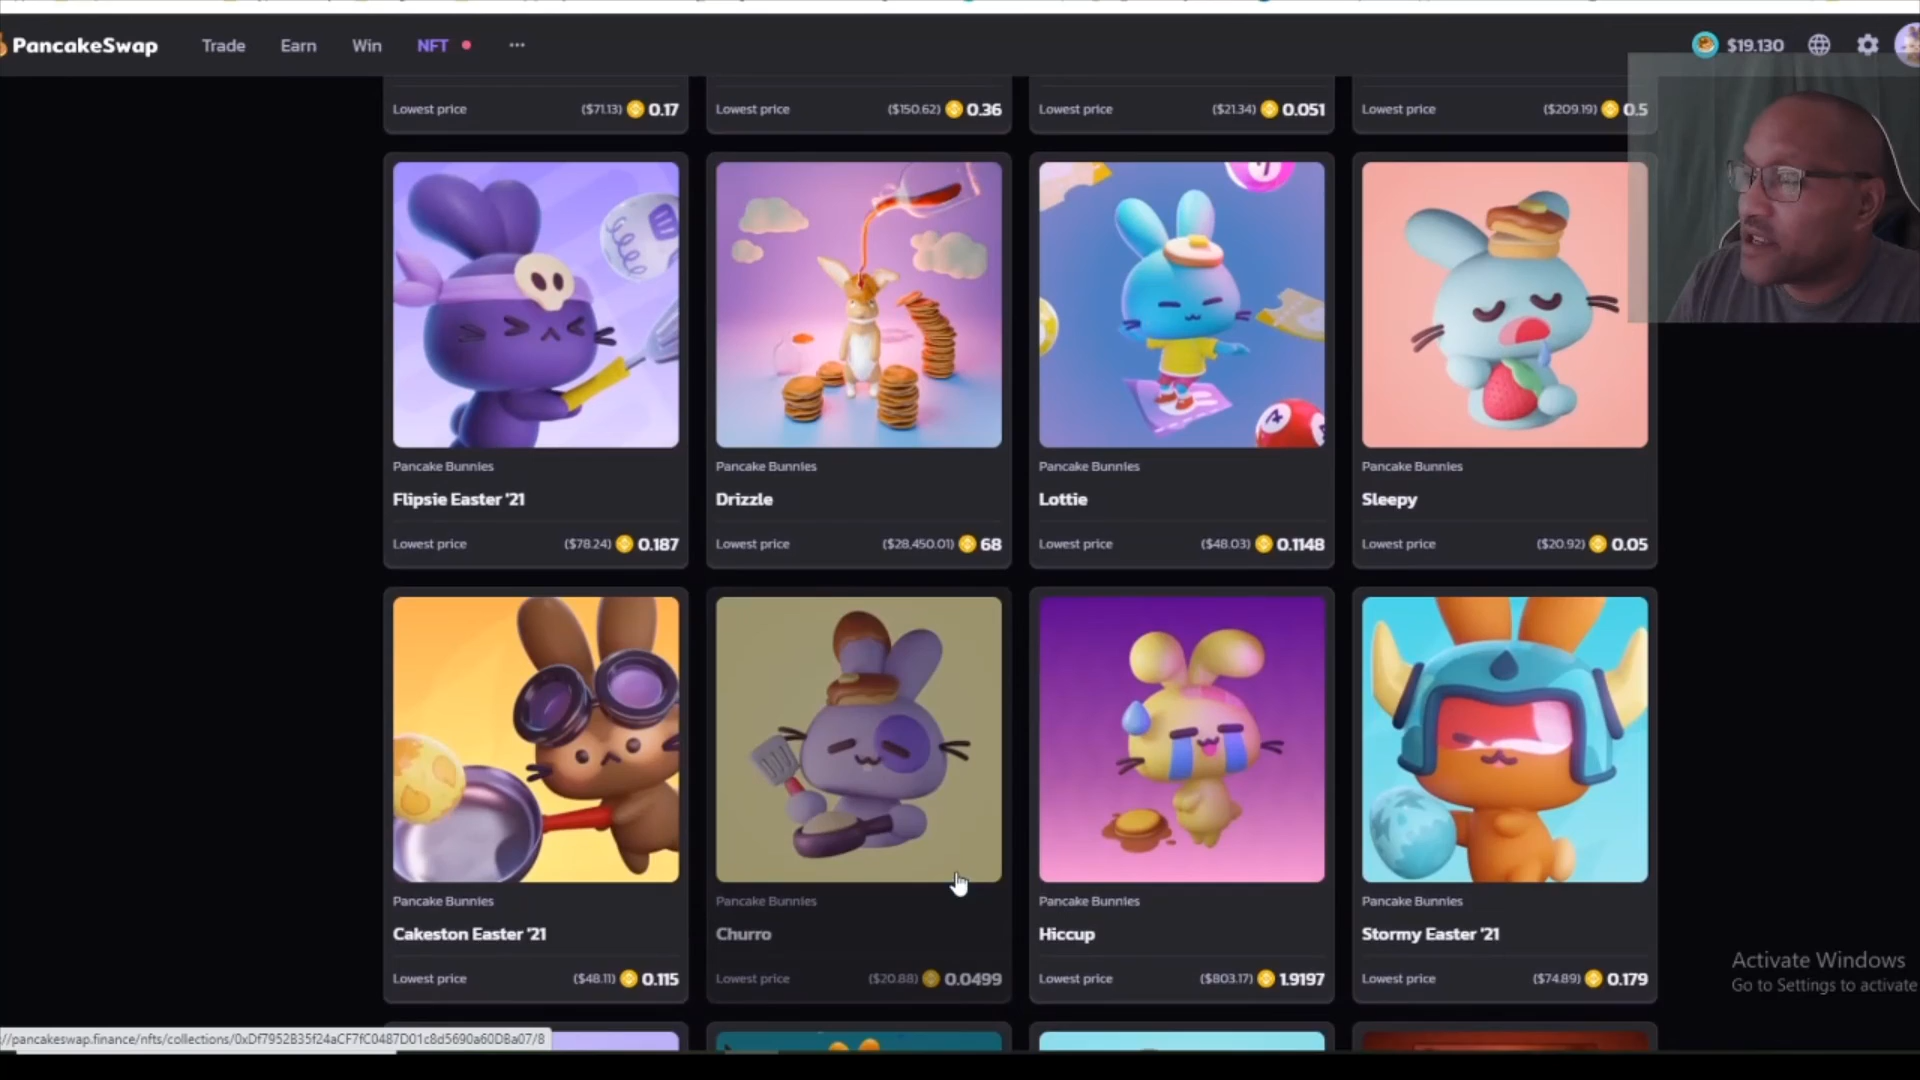 PancakeSwap Trade Earn Win NFT ... $19.130
Lowest price ($71.13) 0.17 Lowest price ($150.62) 0.36 Lowest price ($21.34) 0.051 Lowest price ($209.19) 0.5
Pancake Bunnies Pancake Bunnies Pancake Bunnies Pancake Bunnies
Flipsie Easter '21 Drizzle Lottie Sleepy
Lowest price ($78.24) 0.187 Lowest price ($28,450.01) 68 Lowest price ($48.03) 0.1148 Lowest price ($20.92) 0.05
Pancake Bunnies Pancake Bunnies Pancake Bunnies Pancake Bunnies
Cakeston Easter '21 Churro Hiccup Stormy Easter '21
Lowest price ($48.11) 0.115 Lowest price ($20.88) 0.0499 Lowest price ($803.17) 1.9197 Lowest price ($74.89) 0.179
Activate Windows
Go to Settings to activate
://pancakeswap.finance/nfts/collections/0xDf7952B35f24aCF7fC0487D01c8d5690a60DBa07/8